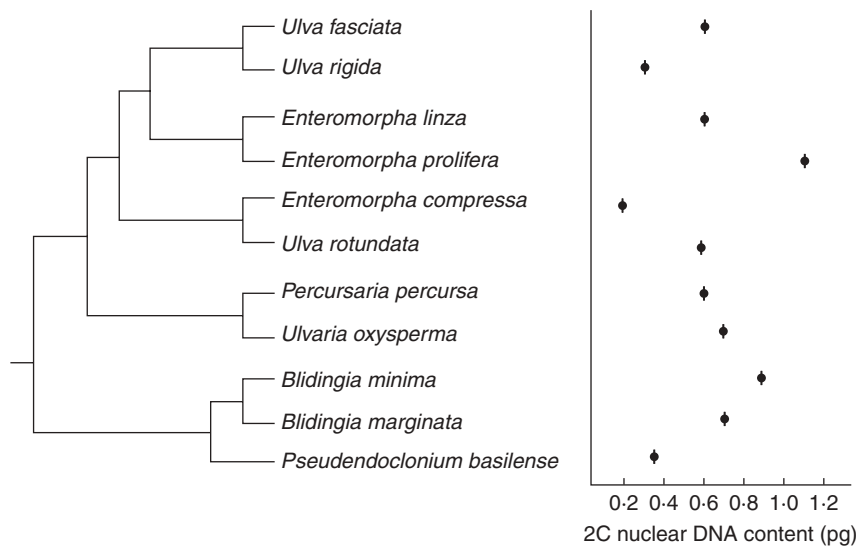 Ulva fasciata
Ulva rigida
Enteromorpha linza
Enteromorpha prolifera
Enteromorpha compressa
Ulva rotundata
Percursaria percursa
Ulvaria oxysperma
Blidingia minima
Blidingia marginata
Pseudendoclonium basilense
0·2 0·4 0·6 0·8 1·0 1·2
2C nuclear DNA content (pg)